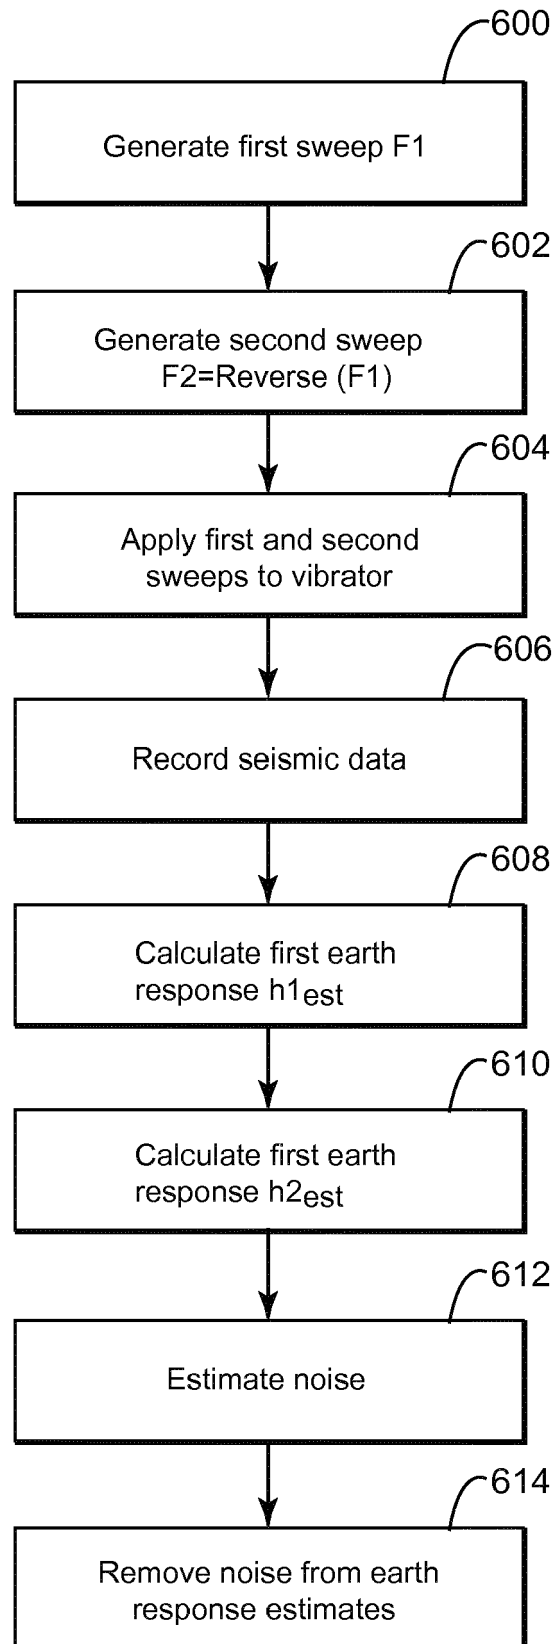 600
Generate first sweep F1
602
Generate second sweep
F2=Reverse (F1)
604
Apply first and second
sweeps to vibrator
606
Record seismic data
608
Calculate first earth
response h1est
610
Calculate first earth
response h2est
612
Estimate noise
614
Remove noise from earth
response estimates